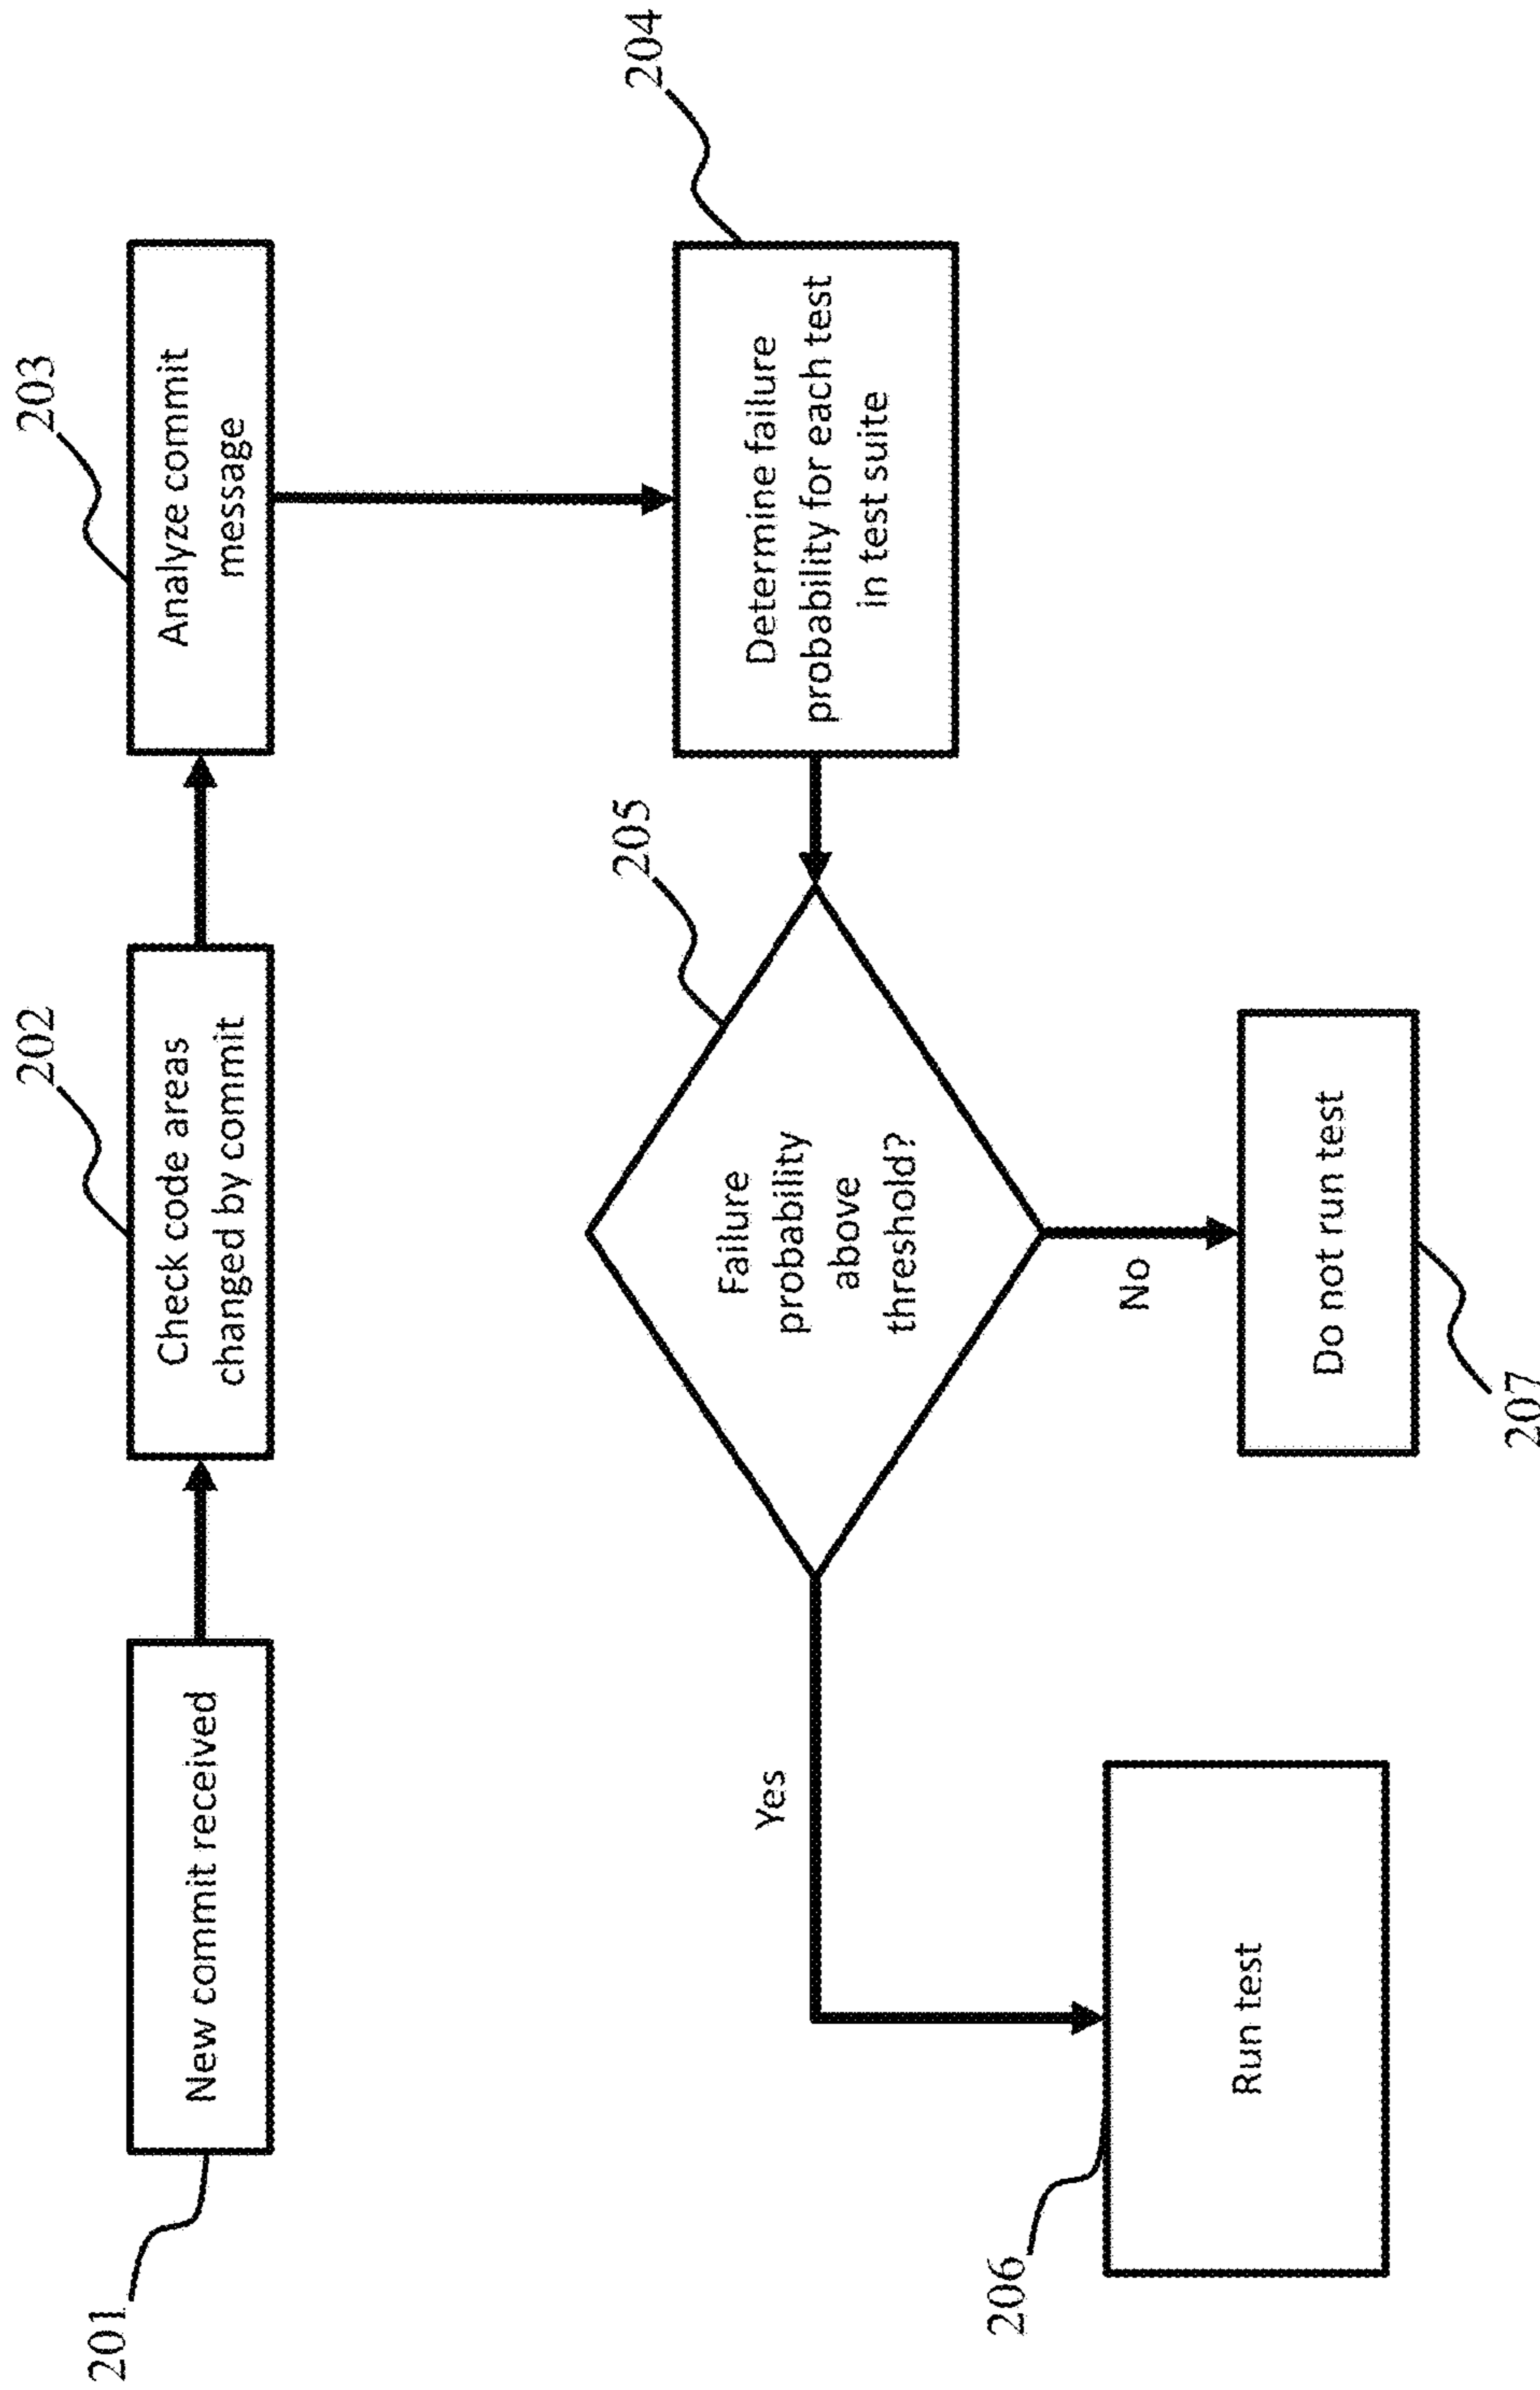 201
New commit received
202
Check code areas
changed by commit
203
Analyze commit
message
204
Determine failure
probability for each test
in test suite
205
Failure
probability
above
threshold?
Yes
No
206
Run test
207
Do not run test